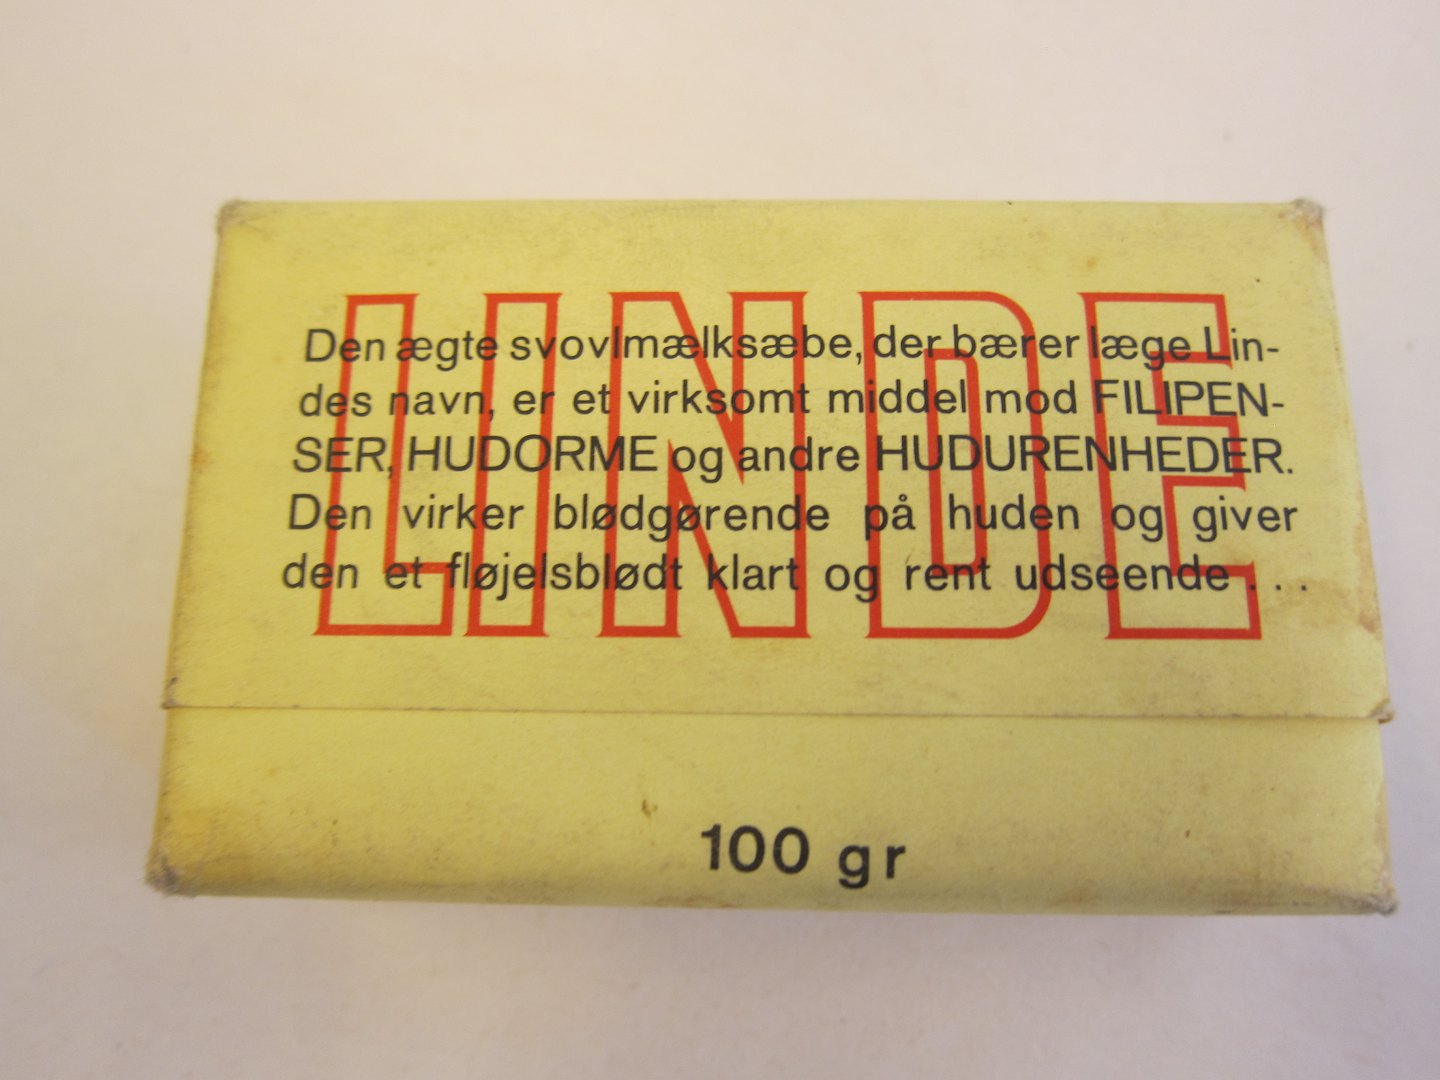 LINDE
Den ægte svovlmælksæbe, der bærer læge Lin-
des navn, er et virksomt middel mod FILIPEN-
SER, HUDORME og andre HUDURENHEDER.
Den virker blødgørende på huden og giver
den et fløjelsblødt klart og rent udseende . . .
100 gr